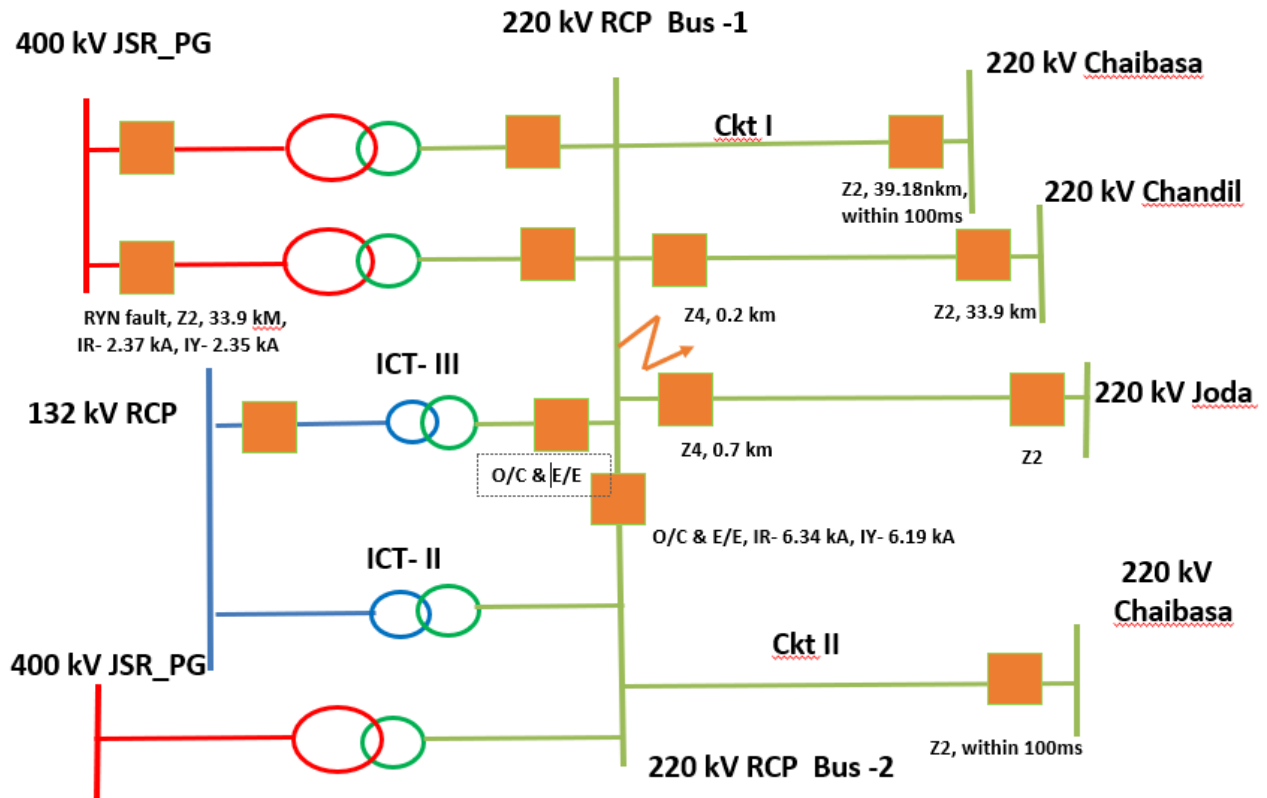 220 kV RCP Bus -1
400 kV JSR_PG
220 kV Chaibasa
Ckt I
Z2, 39.18nkm,
within 100ms
220 kV Chandil
RYN fault, Z2, 33.9 kM,
IR- 2.37 kA, IY- 2.35 kA
Z4, 0.2 km
Z2, 33.9 km
ICT- III
132 kV RCP
220 kV Joda
Z4, 0.7 km
Z2
O/C & E/E
O/C & E/E, IR- 6.34 kA, IY- 6.19 kA
ICT- II
220 kV
Chaibasa
Ckt II
400 kV JSR_PG
Z2, within 100ms
220 kV RCP Bus -2